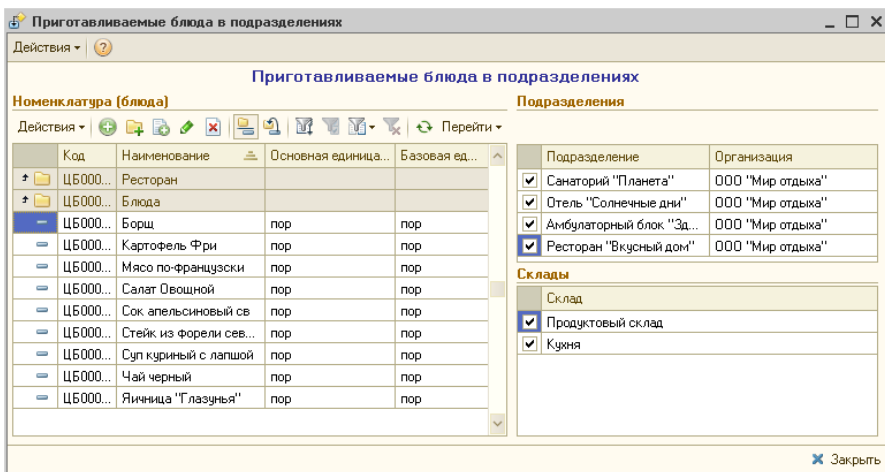 Приготавливаемые блюда в подразделениях
Действия
Приготавливаемые блюда в подразделениях
Номенклатура (блюда)
Действия Перейти
Код Наименование Основная единица... Базовая ед...
ЦБ000... Ресторан
ЦБ000... Блюда
ЦБ000... Борщ пор пор
ЦБ000... Картофель Фри пор пор
ЦБ000... Мясо по-французски пор пор
ЦБ000... Салат Овощной пор пор
ЦБ000... Сок апельсиновый св пор пор
ЦБ000... Стейк из форели сев... пор пор
ЦБ000... Суп куриный с лапшой пор пор
ЦБ000... Чай черный пор пор
ЦБ000... Яичница "Глазунья" пор пор
Подразделения
Подразделение Организация
Санаторий "Планета" ООО "Мир отдыха"
Отель "Солнечные дни" ООО "Мир отдыха"
Амбулаторный блок "Зд... ООО "Мир отдыха"
Ресторан "Вкусный дом" ООО "Мир отдыха"
Склады
Склад
Продуктовый склад
Кухня
Закрыть